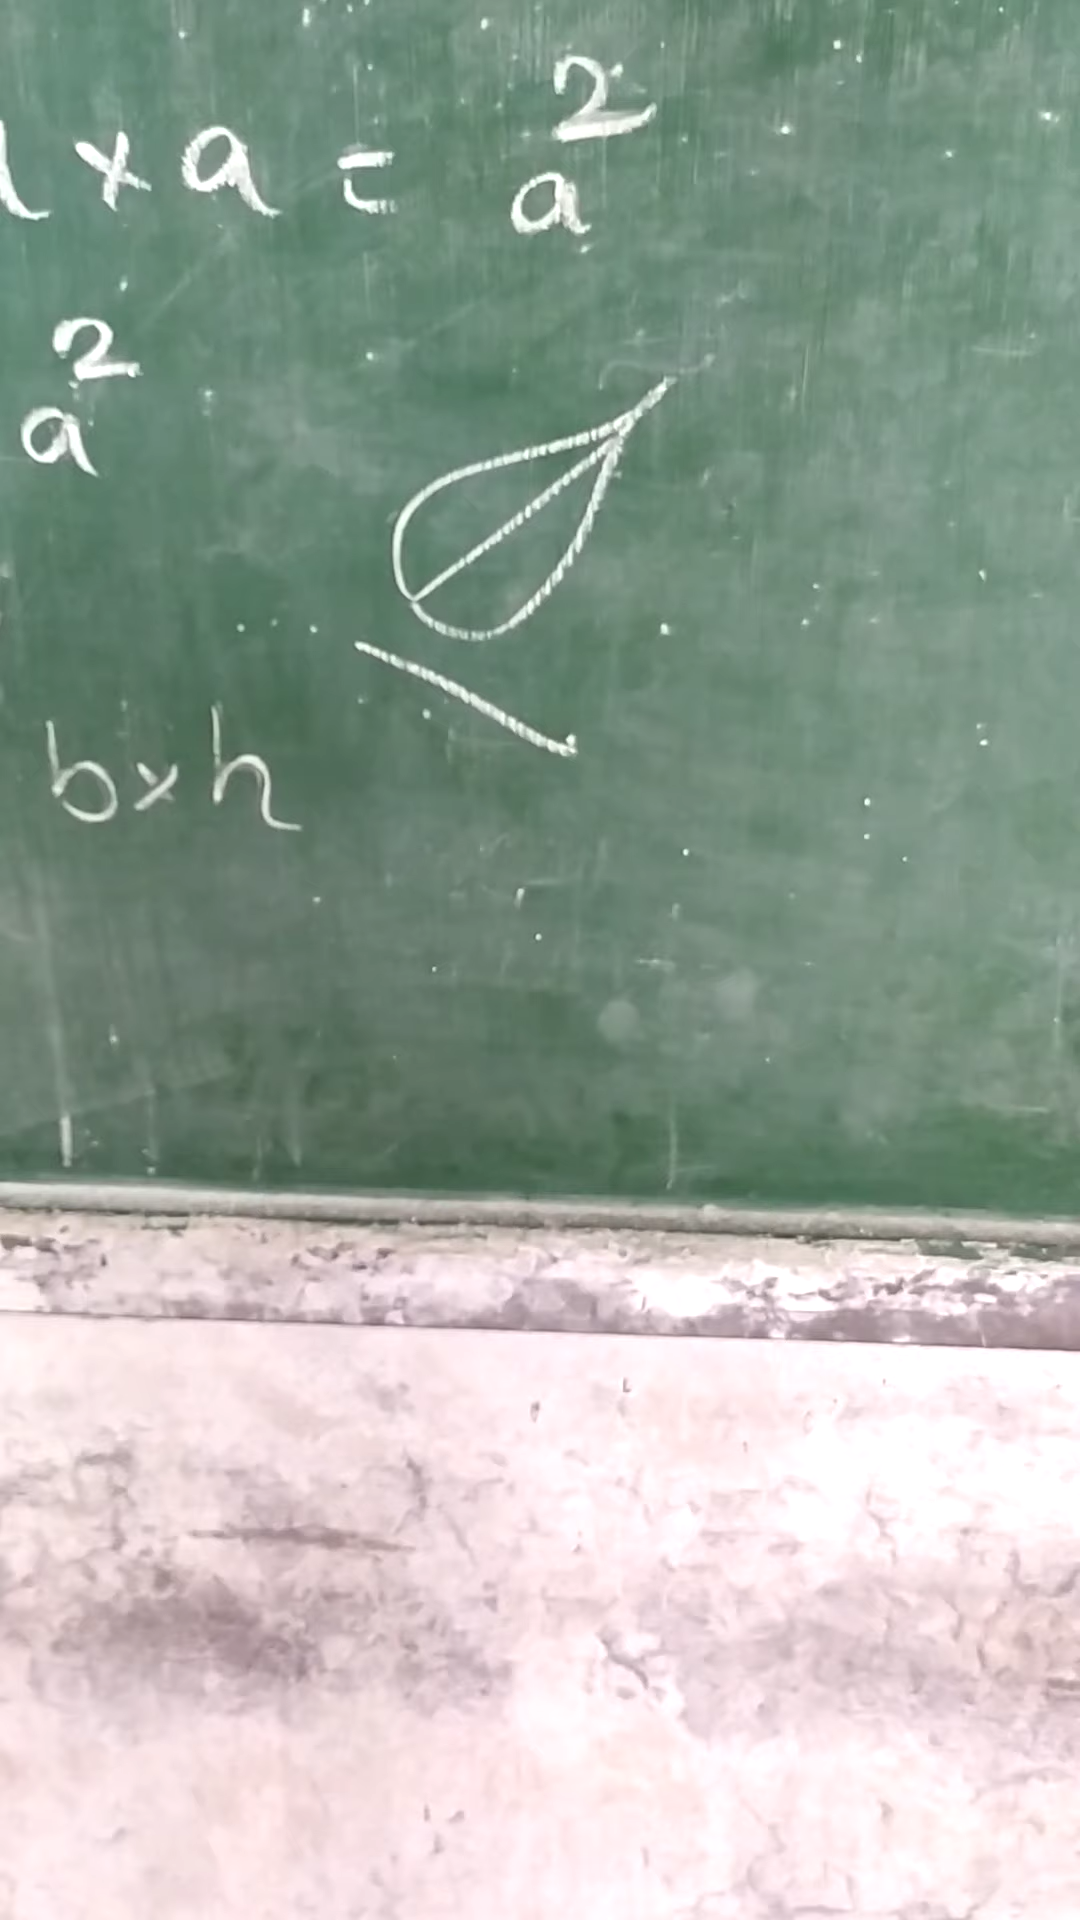 × a = a²
a²
b×h